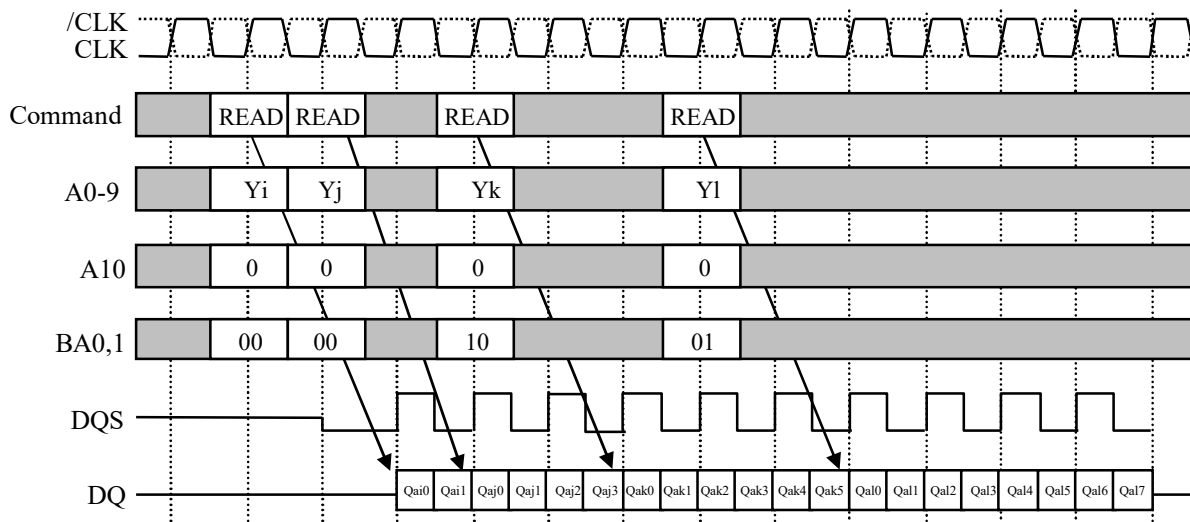 /CLK
CLK
Command READ READ READ READ
A0-9 Yi Yj Yk Yl
A10 0 0 0 0
BA0,1 00 00 10 01
DQS
DQ Qai0 Qai1 Qaj0 Qaj1 Qaj2 Qaj3 Qak0 Qak1 Qak2 Qak3 Qak4 Qak5 Qal0 Qal1 Qal2 Qal3 Qal4 Qal5 Qal6 Qal7